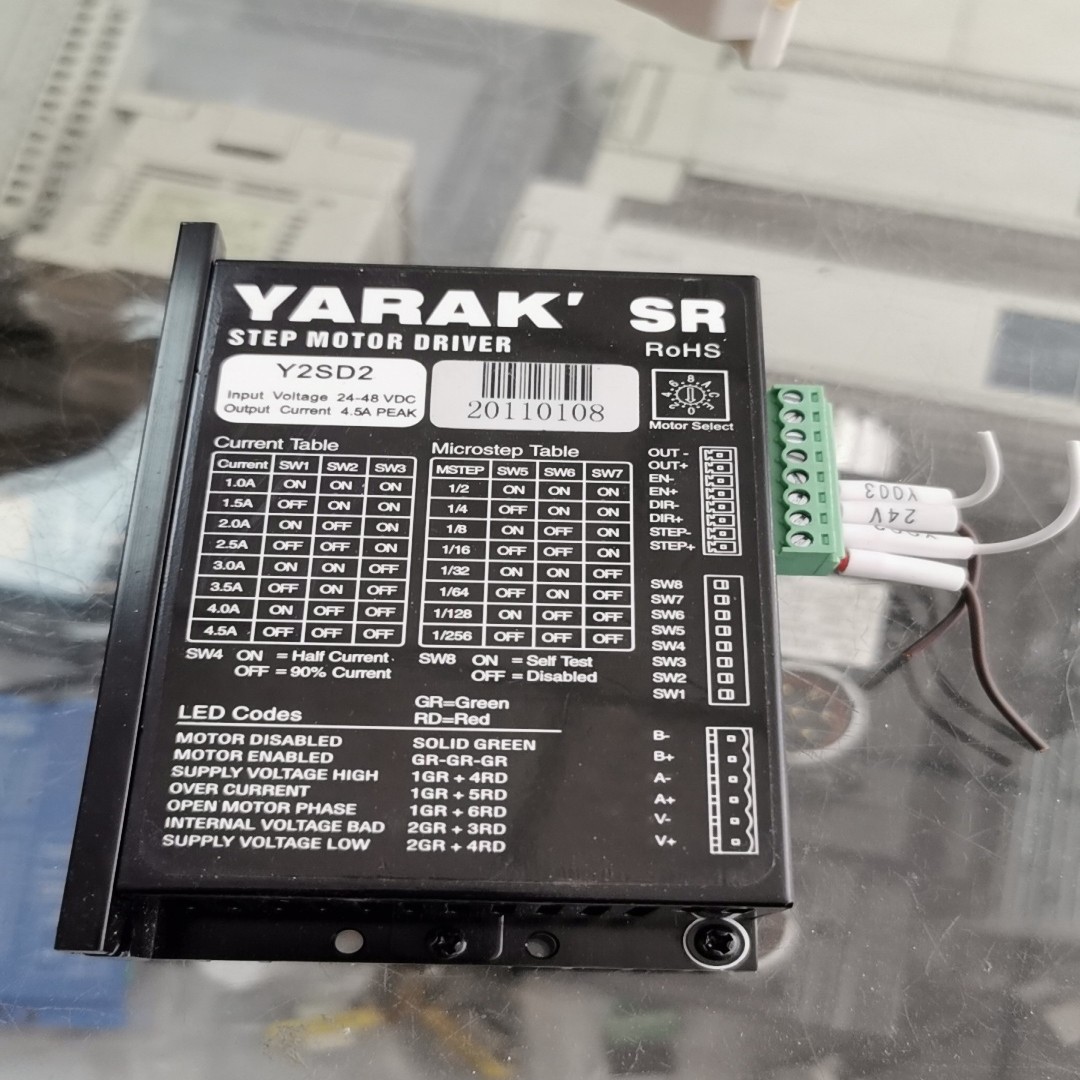 YARAK' SR
STEP MOTOR DRIVER
RoHS
Y2SD2
Input Voltage 24-48 VDC
Output Current 4.5A PEAK
20110108
Motor Select
Current Table
Current SW1 SW2 SW3
1.0A ON ON ON
1.5A OFF ON ON
2.0A ON OFF ON
2.5A OFF OFF ON
3.0A ON ON OFF
3.5A OFF ON OFF
4.0A ON OFF OFF
4.5A OFF OFF OFF
SW4 ON = Half Current
OFF = 90% Current
Microstep Table
MSTEP SW5 SW6 SW7
1/2 ON ON ON
1/4 OFF ON ON
1/8 ON OFF ON
1/16 OFF OFF ON
1/32 ON ON OFF
1/64 OFF ON OFF
1/128 ON OFF OFF
1/256 OFF OFF OFF
SW8 ON = Self Test
OFF = Disabled
GR=Green
RD=Red
LED Codes
MOTOR DISABLED SOLID GREEN
MOTOR ENABLED GR-GR-GR
SUPPLY VOLTAGE HIGH 1GR + 4RD
OVER CURRENT 1GR + 5RD
OPEN MOTOR PHASE 1GR + 6RD
INTERNAL VOLTAGE BAD 2GR + 3RD
SUPPLY VOLTAGE LOW 2GR + 4RD
OUT -
OUT+
EN-
EN+
DIR-
DIR+
STEP-
STEP+
SW8
SW7
SW6
SW5
SW4
SW3
SW2
SW1
B-
B+
A-
A+
V-
V+
Y003
24V